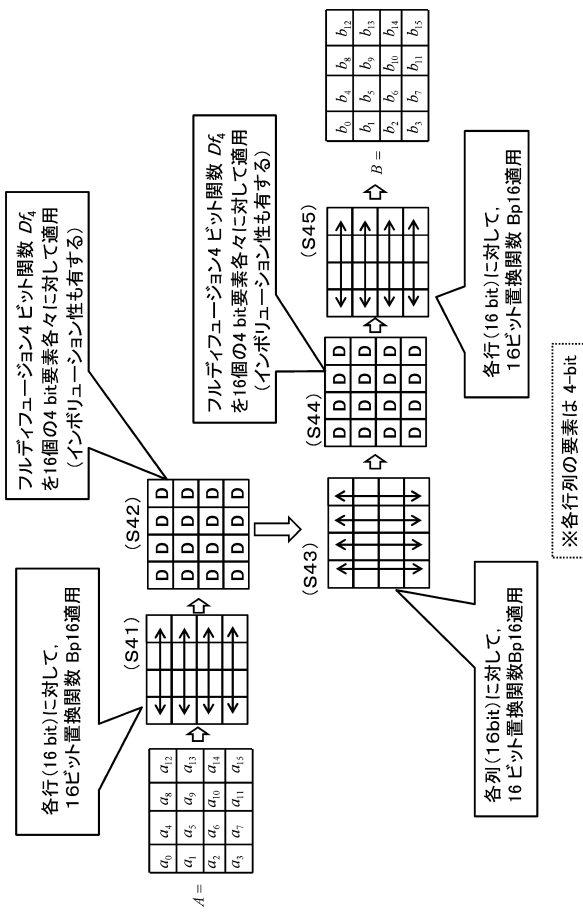 各行(16 bit)に対して,
16ビット置換関数 Bp16適用
フルディフュージョン4 ビット関数 Df₄
を16個の4 bit要素各々に対して適用
(インボリューション性も有する)
(S41)
(S42)
A =
a₀ a₄ a₈ a₁₂
a₁ a₅ a₉ a₁₃
a₂ a₆ a₁₀ a₁₄
a₃ a₇ a₁₁ a₁₅
D D D D
D D D D
D D D D
D D D D
フルディフュージョン4 ビット関数 Df₄
を16個の4 bit要素各々に対して適用
(インボリューション性も有する)
(S43)
(S44)
(S45)
D D D D
D D D D
D D D D
D D D D
B =
b₀ b₄ b₈ b₁₂
b₁ b₅ b₉ b₁₃
b₂ b₆ b₁₀ b₁₄
b₃ b₇ b₁₁ b₁₅
各列(16bit)に対して,
16 ビット置換関数Bp16適用
各行(16 bit)に対して,
16ビット置換関数 Bp16適用
※各行列の要素は 4-bit